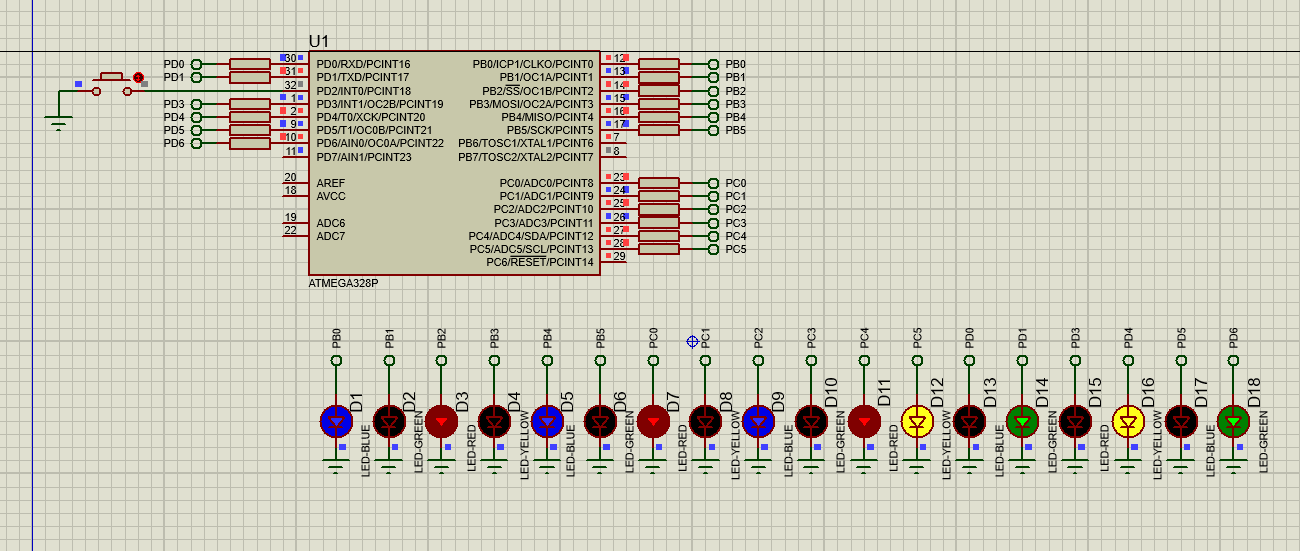 U1
PD0 30 PD0/RXD/PCINT16 PB0/ICP1/CLKO/PCINT0 12 PB0
PD1 31 PD1/TXD/PCINT17 PB1/OC1A/PCINT1 13 PB1
32 PD2/INT0/PCINT18 PB2/SS/OC1B/PCINT2 14 PB2
PD3 1 PD3/INT1/OC2B/PCINT19 PB3/MOSI/OC2A/PCINT3 15 PB3
PD4 2 PD4/T0/XCK/PCINT20 PB4/MISO/PCINT4 16 PB4
PD5 9 PD5/T1/OC0B/PCINT21 PB5/SCK/PCINT5 17 PB5
PD6 10 PD6/AIN0/OC0A/PCINT22 PB6/TOSC1/XTAL1/PCINT6 7
11 PD7/AIN1/PCINT23 PB7/TOSC2/XTAL2/PCINT7 8
20 AREF PC0/ADC0/PCINT8 23 PC0
18 AVCC PC1/ADC1/PCINT9 24 PC1
PC2/ADC2/PCINT10 25 PC2
19 ADC6 PC3/ADC3/PCINT11 26 PC3
22 ADC7 PC4/ADC4/SDA/PCINT12 27 PC4
PC5/ADC5/SCL/PCINT13 28 PC5
PC6/RESET/PCINT14 29
ATMEGA328P
PB0 PB1 PB2 PB3 PB4 PB5 PC0 PC1 PC2 PC3 PC4 PC5 PD0 PD1 PD3 PD4 PD5 PD6
D1 D2 D3 D4 D5 D6 D7 D8 D9 D10 D11 D12 D13 D14 D15 D16 D17 D18
LED-BLUE LED-GREEN LED-RED LED-YELLOW LED-BLUE LED-GREEN LED-RED LED-YELLOW LED-BLUE LED-GREEN LED-RED LED-YELLOW LED-BLUE LED-GREEN LED-RED LED-YELLOW LED-BLUE LED-GREEN